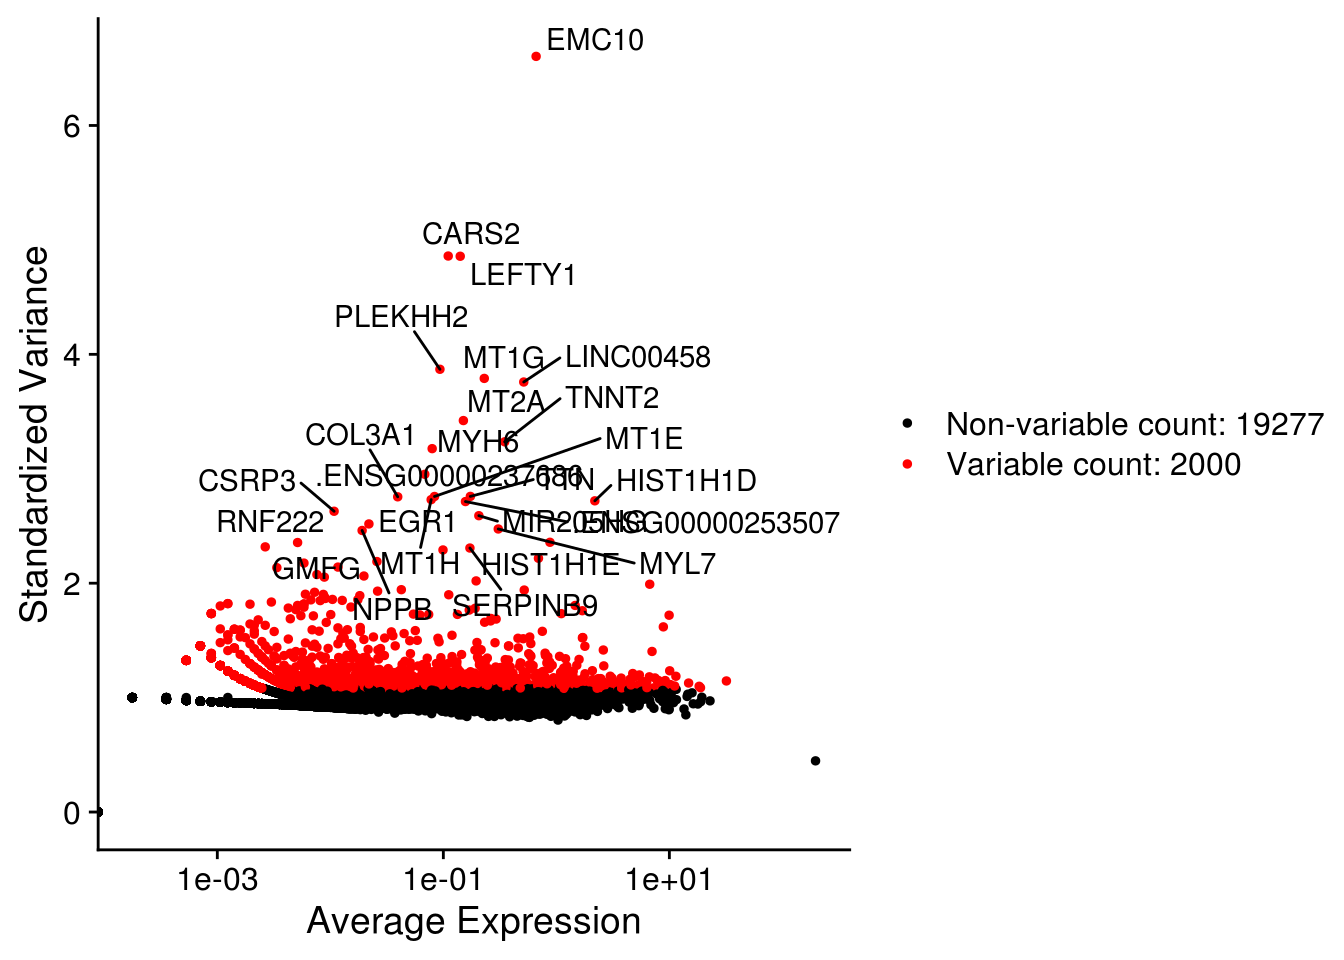 EMC10
6
CARS2
LEFTY1
PLEKHH2
4
MT1G
LINC00458
MT2A
TNNT2
COL3A1
MYH6
MT1E
CSRP3
.ENSG00000237686
TTN
HIST1H1D
RNF222
EGR1
MIR205HG
.ENSG00000253507
GMFG
MT1H
HIST1H1E
MYL7
2
NPPB
SERPINB9
0
1e-03
1e-01
1e+01
Average Expression
Standardized Variance
Non-variable count: 19277
Variable count: 2000